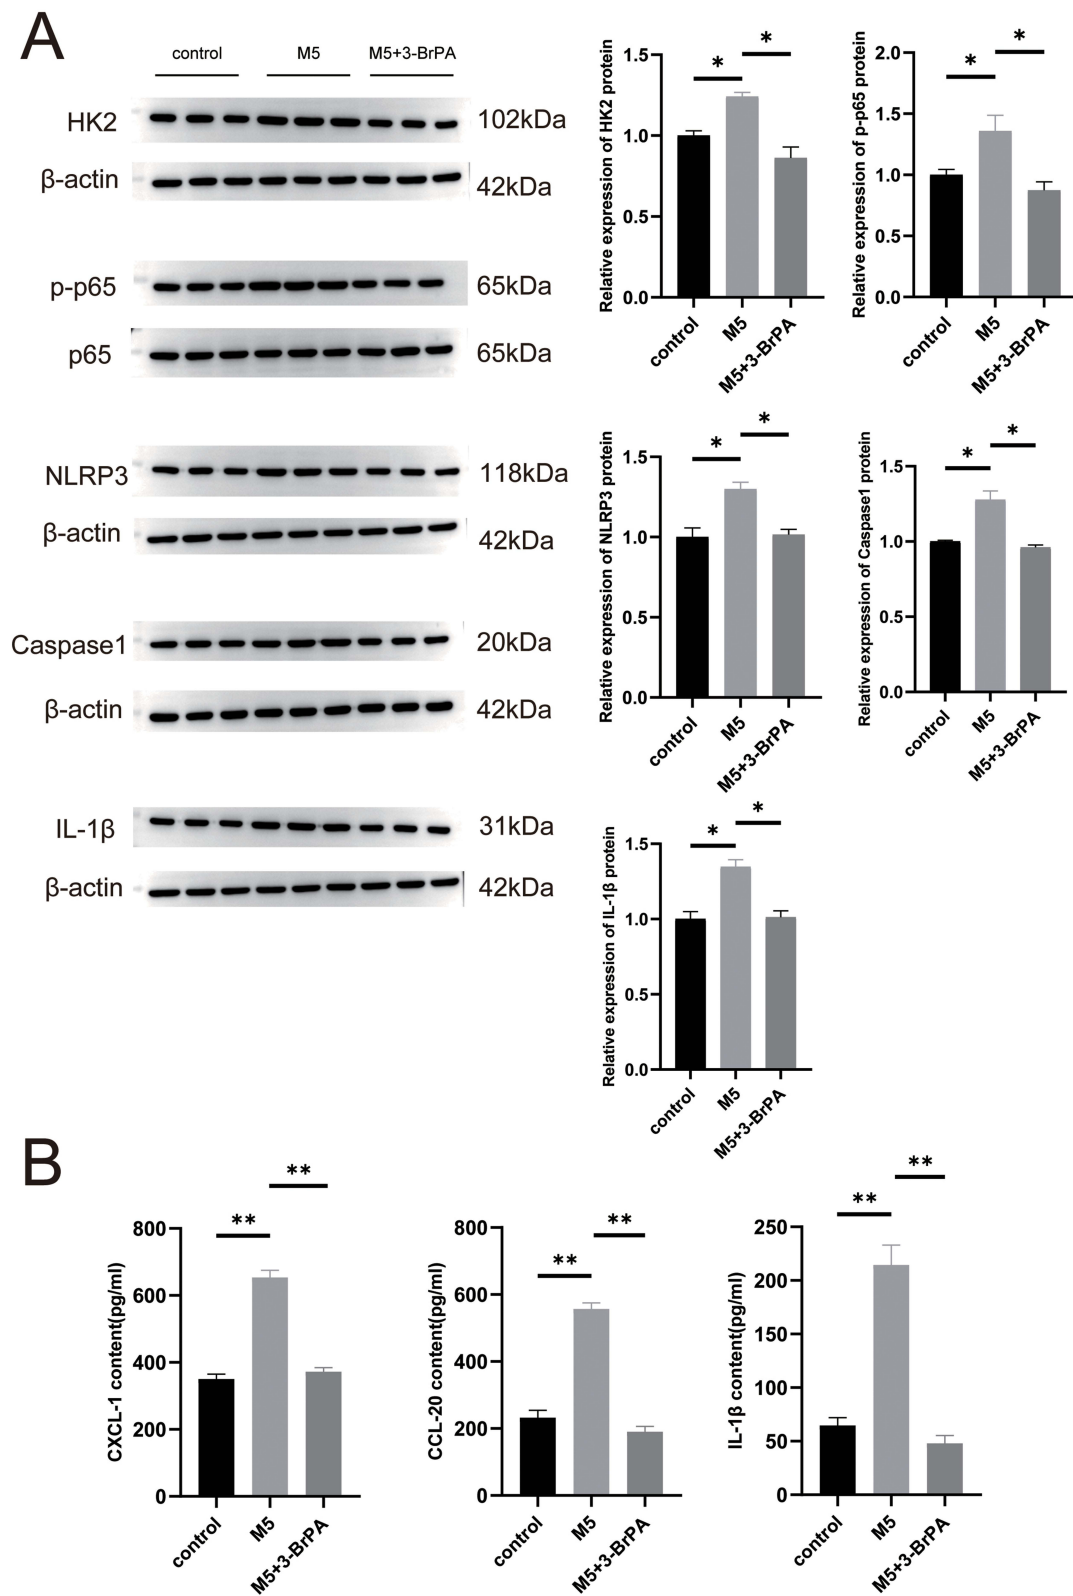 A
control M5 M5+3-BrPA
HK2 102kDa
β-actin 42kDa
p-p65 65kDa
p65 65kDa
NLRP3 118kDa
β-actin 42kDa
Caspase1 20kDa
β-actin 42kDa
IL-1β 31kDa
β-actin 42kDa
Relative expression of HK2 protein
1.5
1.0
0.5
0.0
* *
control M5 M5+3-BrPA
Relative expression of p-p65 protein
2.0
1.5
1.0
0.5
0.0
* *
control M5 M5+3-BrPA
Relative expression of NLRP3 protein
1.5
1.0
0.5
0.0
* *
control M5 M5+3-BrPA
Relative expression of Caspase1 protein
1.5
1.0
0.5
0.0
* *
control M5 M5+3-BrPA
Relative expression of IL-1β protein
1.5
1.0
0.5
0.0
* *
control M5 M5+3-BrPA
B
CXCL-1 content(pg/ml)
800
600
400
200
0
** **
control M5 M5+3-BrPA
CCL-20 content(pg/ml)
800
600
400
200
0
** **
control M5 M5+3-BrPA
IL-1β content(pg/ml)
250
200
150
100
50
0
** **
control M5 M5+3-BrPA